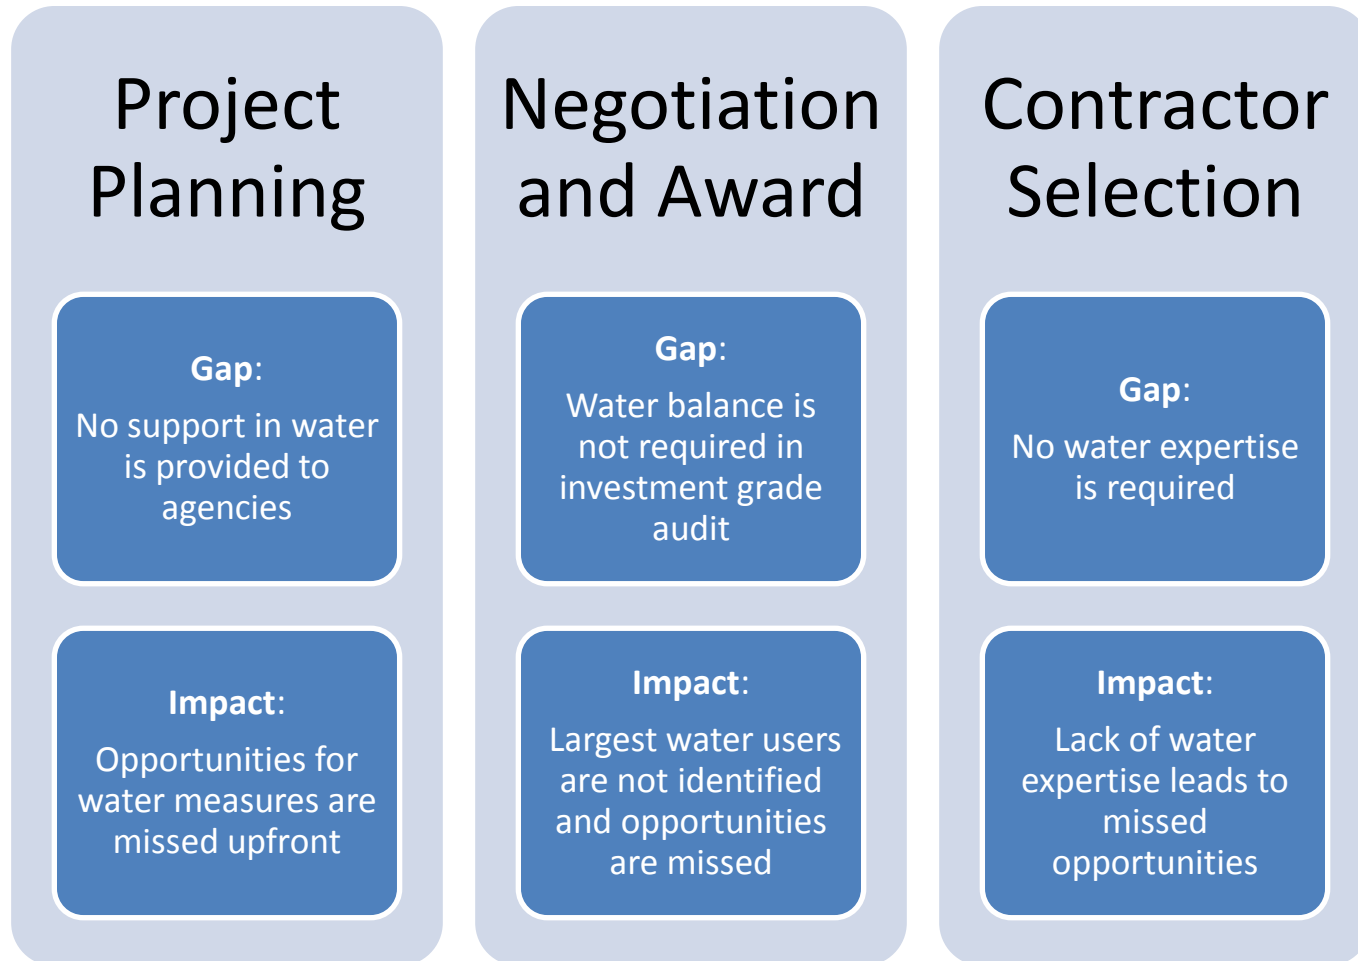 Project
Planning
Gap:
No support in water
is provided to
agencies
Impact:
Opportunities for
water measures are
missed upfront
Negotiation
and Award
Gap:
Water balance is
not required in
investment grade
audit
Impact:
Largest water users
are not identified
and opportunities
are missed
Contractor
Selection
Gap:
No water expertise
is required
Impact:
Lack of water
expertise leads to
missed
opportunities